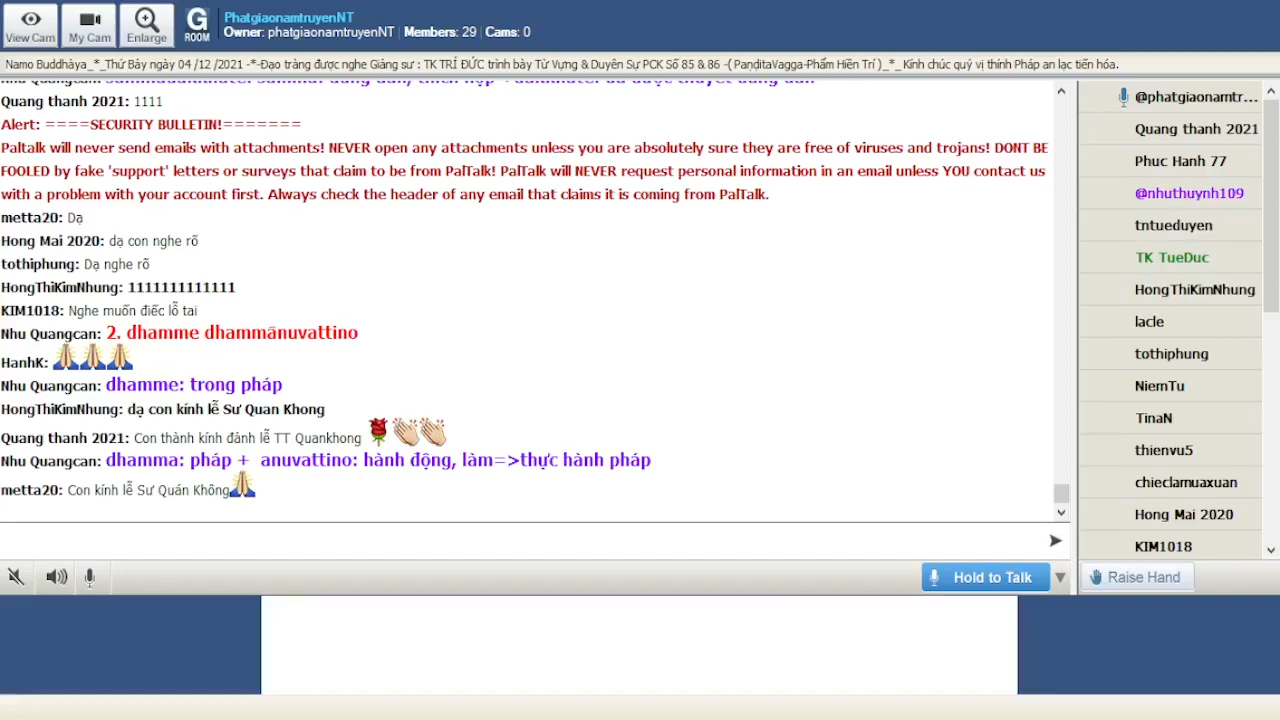 View Cam
My Cam
Enlarge
G
ROOM
PhatgiaonamtruyenNT
Owner: phatgiaonamtruyenNT | Members: 29 | Cams: 0
Namo Buddhàya_*_Thứ Bảy ngày 04 /12 /2021 -*-Đạo tràng được nghe Giảng sư : TK TRÍ ĐỨC trình bày Từ Vựng & Duyên Sự PCK Số 85 & 86 -( PaṇḍitaVagga-Phẩm Hiền Trí )_*_ Kính chúc quý vị thính Pháp an lạc tiến hóa.
Quang thanh 2021: 1111
Alert: ====SECURITY BULLETIN!=======
Paltalk will never send emails with attachments! NEVER open any attachments unless you are absolutely sure they are free of viruses and trojans! DONT BE
FOOLED by fake 'support' letters or surveys that claim to be from PalTalk! PalTalk will NEVER request personal information in an email unless YOU contact us
with a problem with your account first. Always check the header of any email that claims it is coming from PalTalk.
metta20: Dạ
Hong Mai 2020: dạ con nghe rõ
tothiphung: Dạ nghe rõ
HongThiKimNhung: 1111111111111
KIM1018: Nghe muốn điếc lỗ tai
Nhu Quangcan: 2. dhamme dhammānuvattino
HanhK: 🙏🙏🙏
Nhu Quangcan: dhamme: trong pháp
HongThiKimNhung: dạ con kính lễ Sư Quan Khong
Quang thanh 2021: Con thành kính đảnh lễ TT Quankhong 🌹👏👏
Nhu Quangcan: dhamma: pháp + anuvattino: hành động, làm=>thực hành pháp
metta20: Con kính lễ Sư Quán Không🙏
Hold to Talk
@phatgiaonamtr...
Quang thanh 2021
Phuc Hanh 77
@nhuthuynh109
tntueduyen
TK TueDuc
HongThiKimNhung
lacle
tothiphung
NiemTu
TinaN
thienvu5
chieclamuaxuan
Hong Mai 2020
KIM1018
Raise Hand